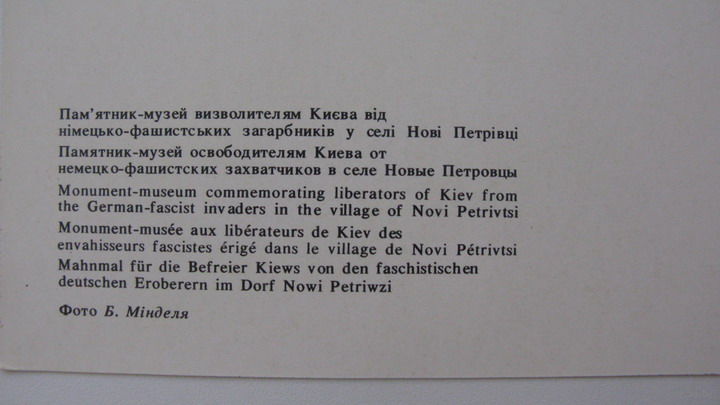 Пам’ятник-музей визволителям Києва від
німецько-фашистських загарбників у селі Нові Петрівці
Памятник-музей освободителям Киева от
немецко-фашистских захватчиков в селе Новые Петровцы
Monument-museum commemorating liberators of Kiev from
the German-fascist invaders in the village of Novi Petrivtsi
Monument-musée aux libérateurs de Kiev des
envahisseurs fascistes érigé dans le village de Novi Pétrivtsi
Mahnmal für die Befreier Kiews von den faschistischen
deutschen Eroberern im Dorf Nowi Petriwzi
Фото Б. Мінделя